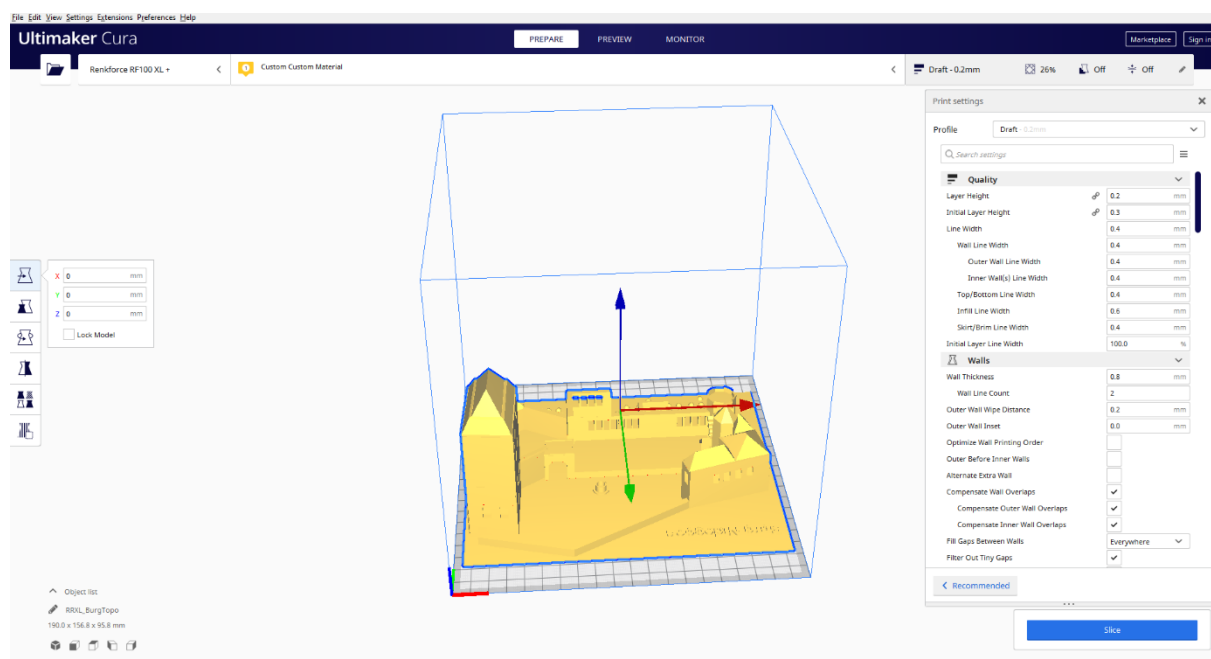 File Edit View Settings Extensions Preferences Help
Ultimaker Cura
PREPARE PREVIEW MONITOR
Marketplace Sign in
Renkforce RF100 XL +
Custom Custom Material
Draft - 0.2mm 26% Off Off
Print settings
Profile Draft - 0.2mm
Search settings
Quality
Layer Height 0.2 mm
Initial Layer Height 0.3 mm
Line Width 0.4 mm
Wall Line Width 0.4 mm
Outer Wall Line Width 0.4 mm
Inner Wall(s) Line Width 0.4 mm
Top/Bottom Line Width 0.4 mm
Infill Line Width 0.6 mm
Skirt/Brim Line Width 0.4 mm
Initial Layer Line Width 100.0 %
Walls
Wall Thickness 0.8 mm
Wall Line Count 2
Outer Wall Wipe Distance 0.2 mm
Outer Wall Inset 0.0 mm
Optimize Wall Printing Order
Outer Before Inner Walls
Alternate Extra Wall
Compensate Wall Overlaps
Compensate Outer Wall Overlaps
Compensate Inner Wall Overlaps
Fill Gaps Between Walls Everywhere
Filter Out Tiny Gaps
Recommended
Slice
X 0 mm
Y 0 mm
Z 0 mm
Lock Model
Object list
RRXL_BurgTopo
190.0 x 156.8 x 95.8 mm